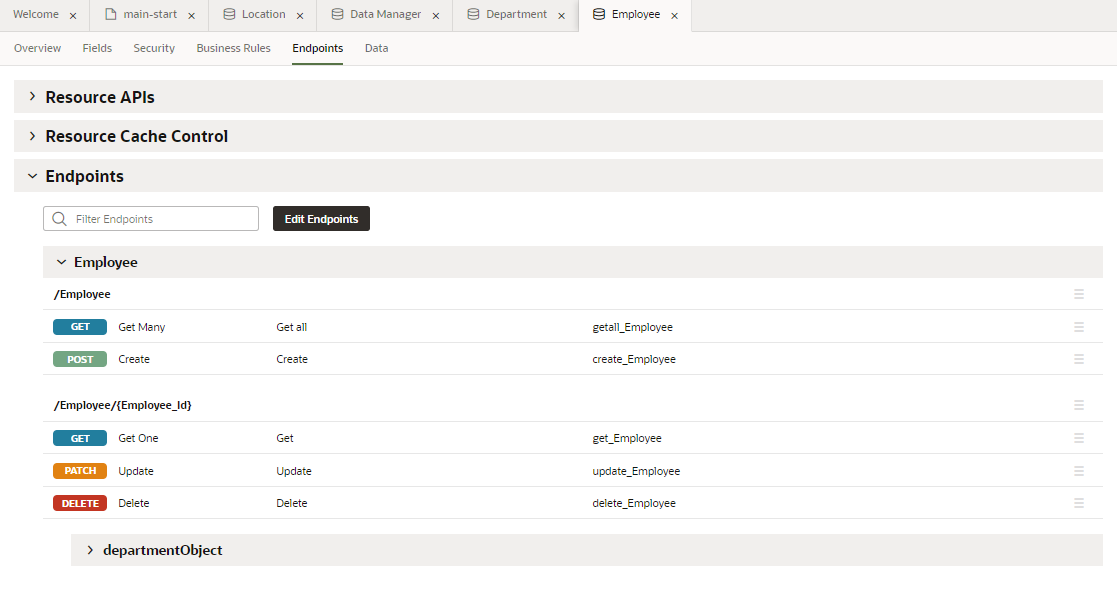 Welcome main-start Location Data Manager Department Employee
Overview Fields Security Business Rules Endpoints Data
Resource APIs
Resource Cache Control
Endpoints
Filter Endpoints Edit Endpoints
Employee
/Employee
GET Get Many Get all getall_Employee
POST Create Create create_Employee
/Employee/{Employee_Id}
GET Get One Get get_Employee
PATCH Update Update update_Employee
DELETE Delete Delete delete_Employee
departmentObject